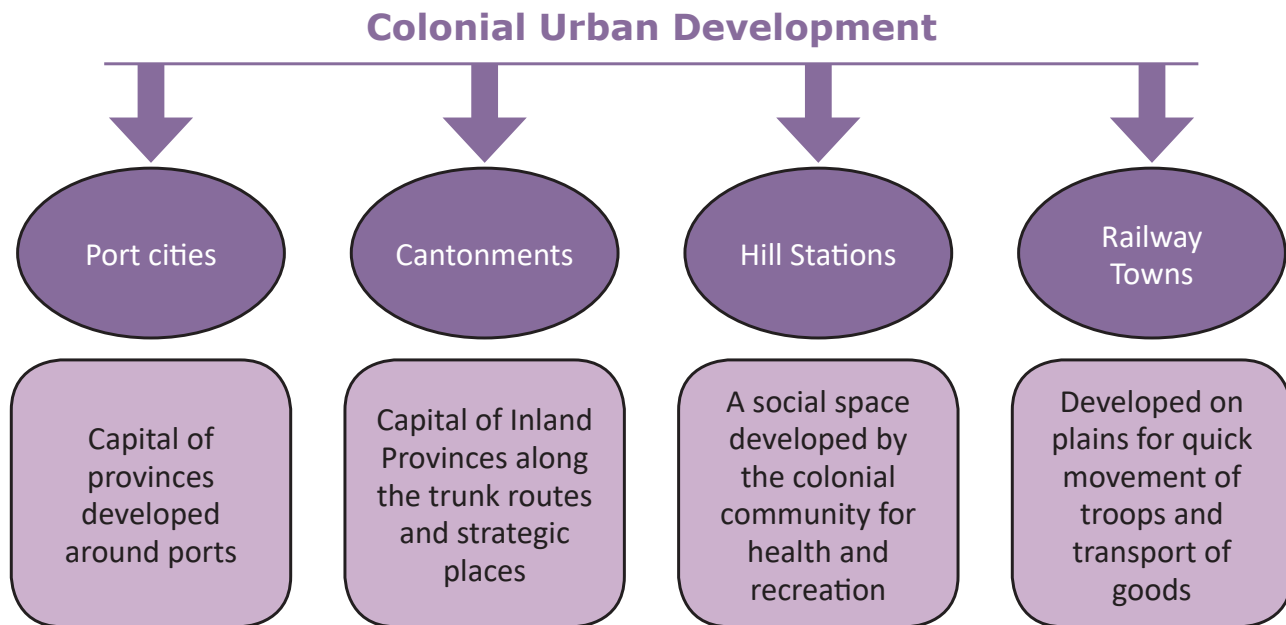 Colonial Urban Development
Port cities
Cantonments
Hill Stations
Railway
Towns
Capital of
provinces
developed
around ports
Capital of Inland
Provinces along
the trunk routes
and strategic
places
A social space
developed by
the colonial
community for
health and
recreation
Developed on
plains for quick
movement of
troops and
transport of
goods